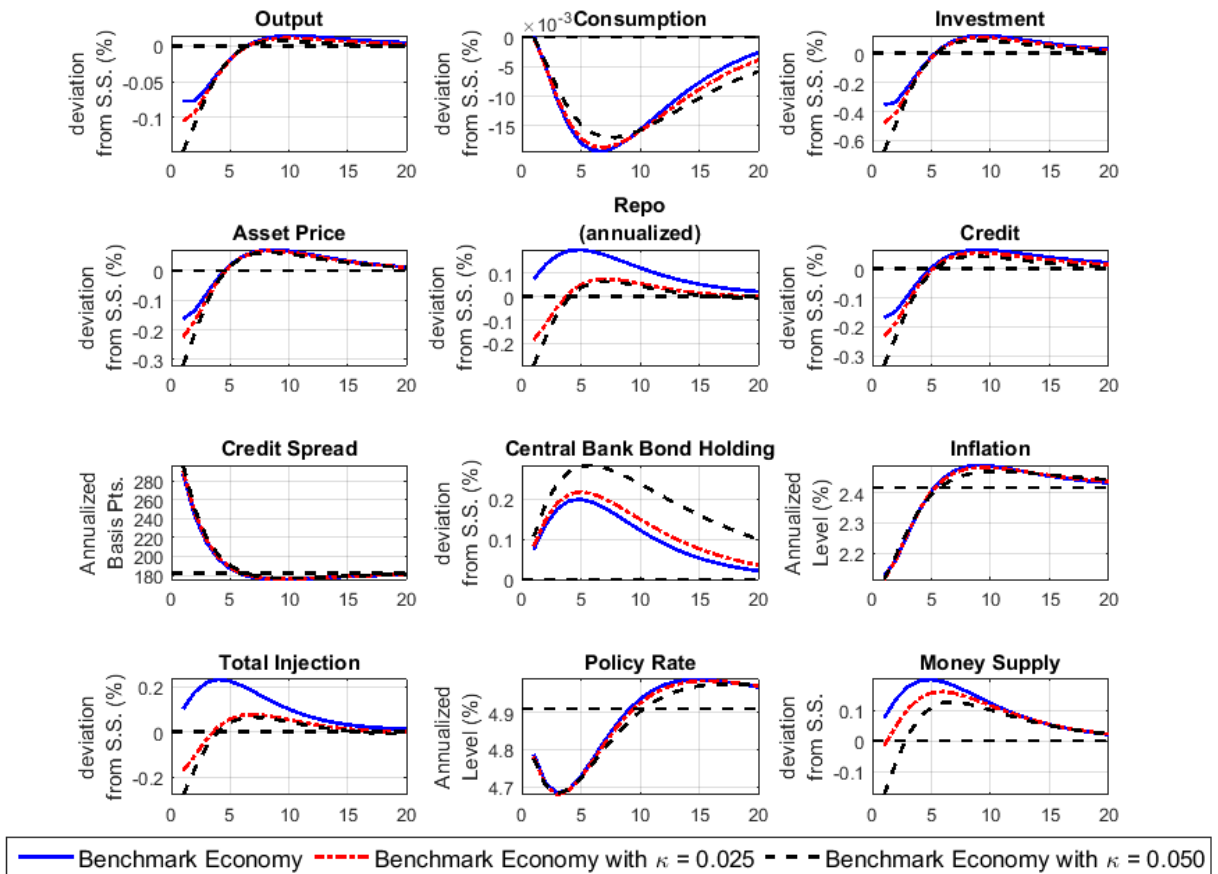 Output
deviation
from S.S. (%)
0
-0.05
-0.1
0 5 10 15 20
×10⁻³ Consumption
deviation
from S.S. (%)
0
-5
-10
-15
0 5 10 15 20
Investment
deviation
from S.S. (%)
0
-0.2
-0.4
-0.6
0 5 10 15 20
Asset Price
deviation
from S.S. (%)
0
-0.1
-0.2
-0.3
0 5 10 15 20
Repo
(annualized)
deviation
from S.S. (%)
0.1
0
-0.1
-0.2
0 5 10 15 20
Credit
deviation
from S.S. (%)
0
-0.1
-0.2
-0.3
0 5 10 15 20
Credit Spread
Annualized
Basis Pts.
280
260
240
220
200
180
0 5 10 15 20
Central Bank Bond Holding
deviation
from S.S. (%)
0.2
0.1
0
0 5 10 15 20
Inflation
Annualized
Level (%)
2.4
2.3
2.2
0 5 10 15 20
Total Injection
deviation
from S.S. (%)
0.2
0
-0.2
0 5 10 15 20
Policy Rate
Annualized
Level (%)
4.9
4.8
4.7
0 5 10 15 20
Money Supply
deviation
from S.S.
0.1
0
-0.1
0 5 10 15 20
Benchmark Economy Benchmark Economy with κ = 0.025 Benchmark Economy with κ = 0.050